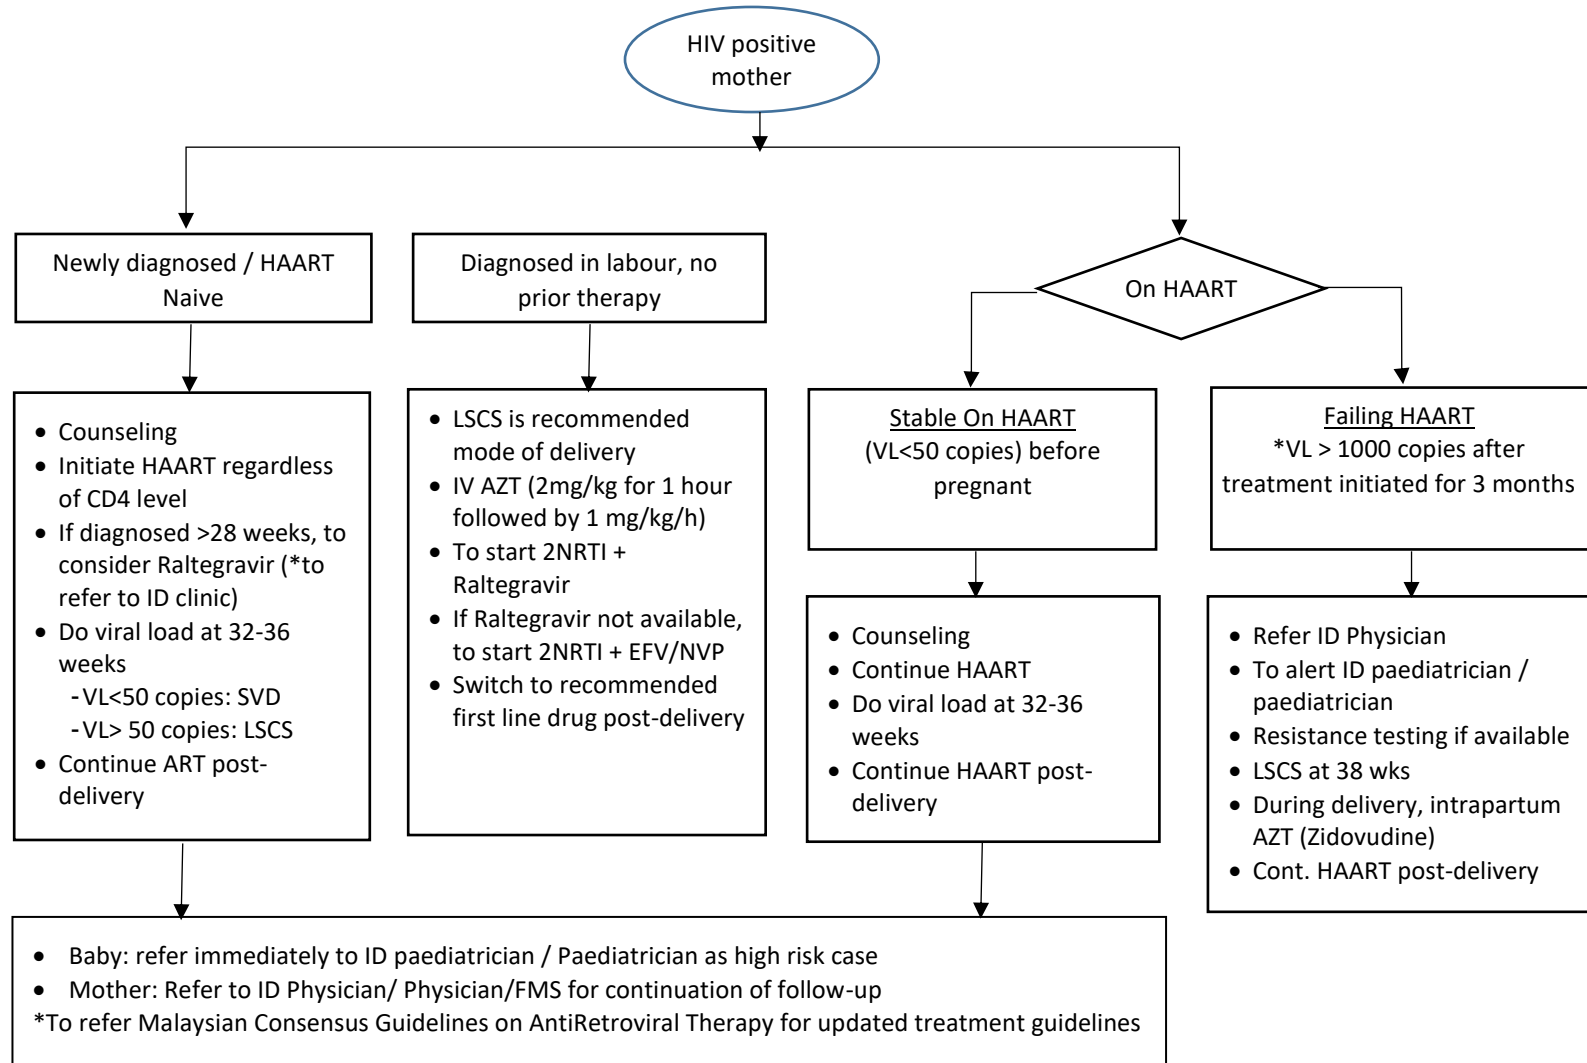 HIV positive
mother
Newly diagnosed / HAART
Naive
Diagnosed in labour, no
prior therapy
On HAART
• Counseling
• Initiate HAART regardless
of CD4 level
• If diagnosed >28 weeks, to
consider Raltegravir (*to
refer to ID clinic)
• Do viral load at 32-36
weeks
-VL<50 copies: SVD
-VL> 50 copies: LSCS
• Continue ART post-
delivery
• LSCS is recommended
mode of delivery
• IV AZT (2mg/kg for 1 hour
followed by 1 mg/kg/h)
• To start 2NRTI +
Raltegravir
• If Raltegravir not available,
to start 2NRTI + EFV/NVP
• Switch to recommended
first line drug post-delivery
Stable On HAART
(VL<50 copies) before
pregnant
Failing HAART
*VL > 1000 copies after
treatment initiated for 3 months
• Counseling
• Continue HAART
• Do viral load at 32-36
weeks
• Continue HAART post-
delivery
• Refer ID Physician
• To alert ID paediatrician /
paediatrician
• Resistance testing if available
• LSCS at 38 wks
• During delivery, intrapartum
AZT (Zidovudine)
• Cont. HAART post-delivery
• Baby: refer immediately to ID paediatrician / Paediatrician as high risk case
• Mother: Refer to ID Physician/ Physician/FMS for continuation of follow-up
*To refer Malaysian Consensus Guidelines on AntiRetroviral Therapy for updated treatment guidelines